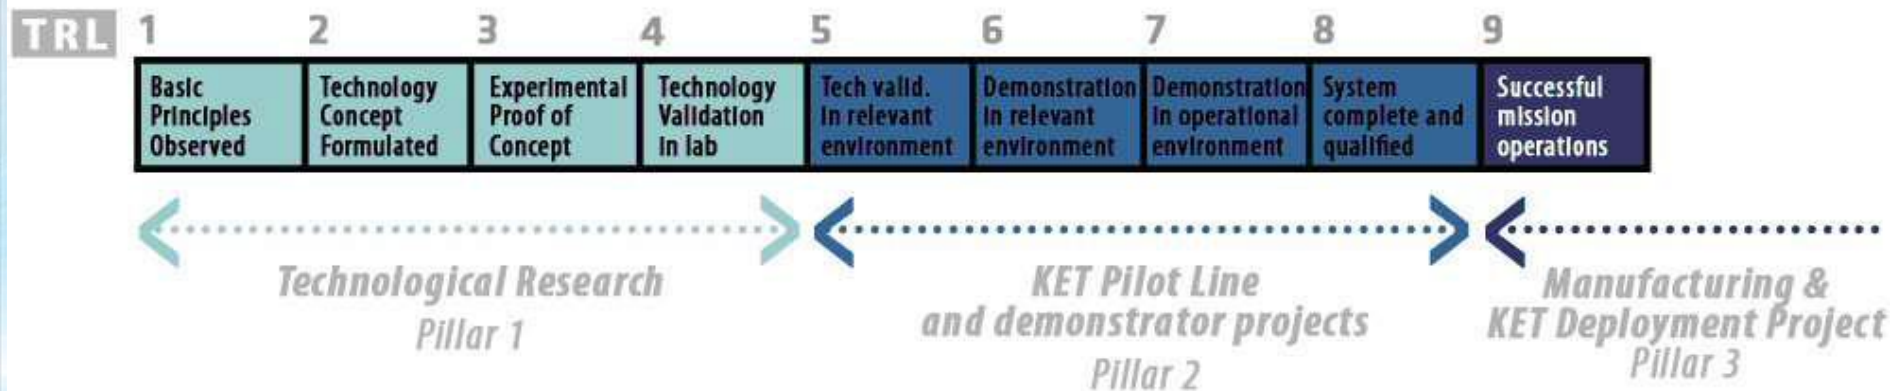 TRL 1 2 3 4 5 6 7 8 9
Basic
Principles
Observed
Technology
Concept
Formulated
Experimental
Proof of
Concept
Technology
Validation
in lab
Tech valid.
in relevant
environment
Demonstration
in relevant
environment
Demonstration
in operational
environment
System
complete and
qualified
Successful
mission
operations
Technological Research
Pillar 1
KET Pilot Line
and demonstrator projects
Pillar 2
Manufacturing &
KET Deployment Project
Pillar 3